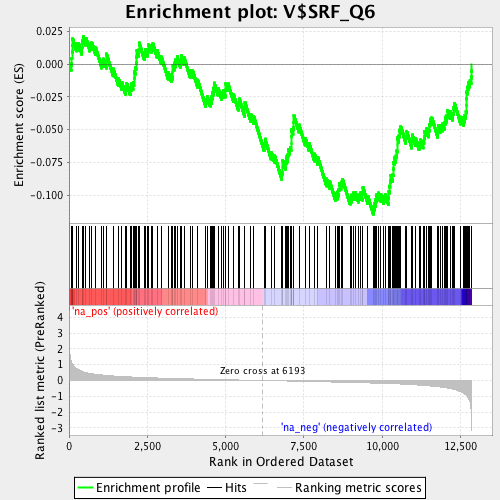 Enrichment plot: V$SRF_Q6
Enrichment score (ES)
0.025
0.000
-0.025
-0.050
-0.075
-0.100
'na_pos' (positively correlated)
Ranked list metric (PreRanked)
4
3
2
1
0
-1
-2
-3
Zero cross at 6193
'na_neg' (negatively correlated)
0
2,500
5,000
7,500
10,000
12,500
Rank in Ordered Dataset
Enrichment profile
Hits
Ranking metric scores